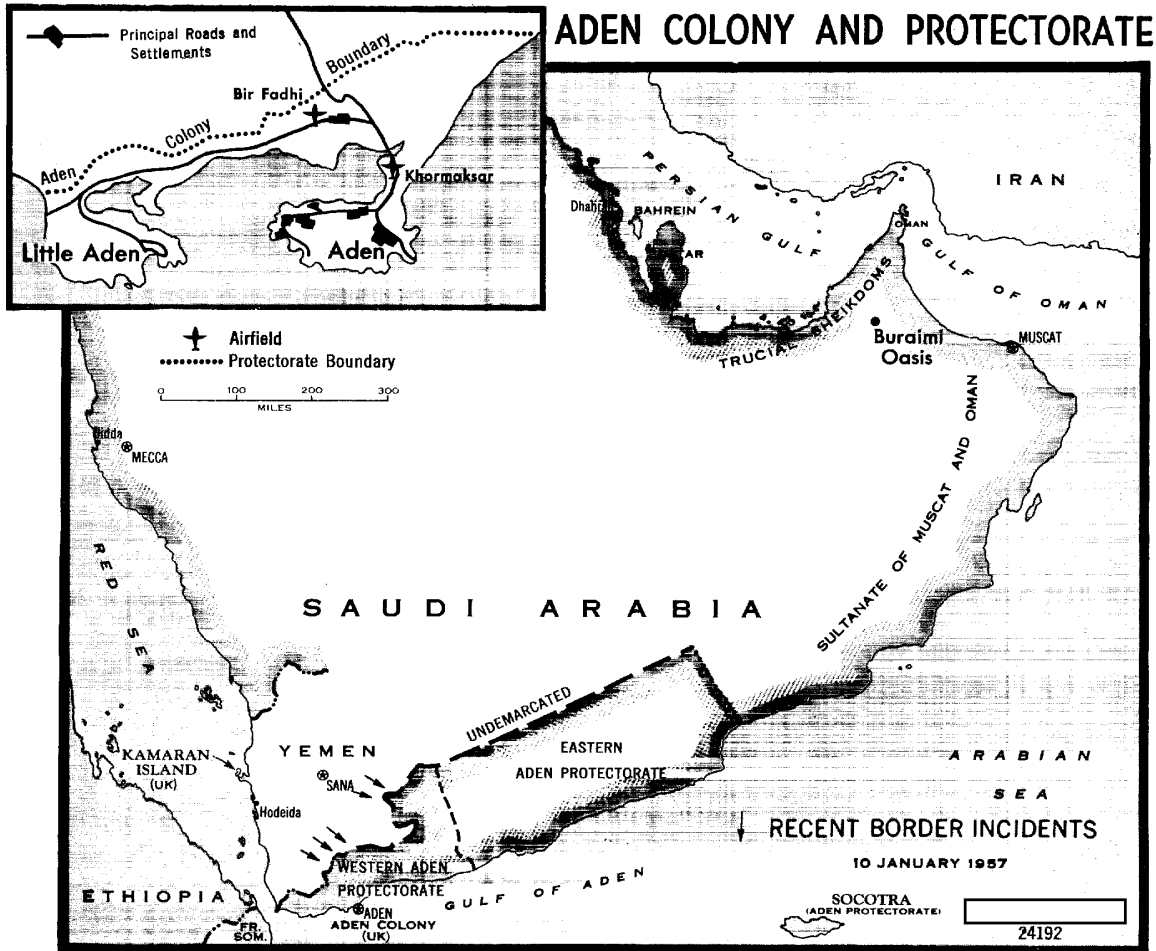 ADEN COLONY AND PROTECTORATE
Principal Roads and
Settlements
Bir Fadhi
Aden Colony Boundary
Khormaksar
Little Aden
Aden
Airfield
Protectorate Boundary
0 100 200 300
MILES
PERSIAN GULF
IRAN
Dhahran
BAHREIN
OMAN
GULF OF OMAN
TRUCIAL SHEIKDOMS
Buraimi
Oasis
MUSCAT
MECCA
RED SEA
SAUDI ARABIA
SULTANATE OF MUSCAT AND OMAN
UNDEMARCATED
YEMEN
EASTERN
ADEN PROTECTORATE
KAMARAN
ISLAND
(UK)
SANA
Hodeida
ARABIAN
SEA
RECENT BORDER INCIDENTS
10 JANUARY 1957
WESTERN ADEN
PROTECTORATE
GULF OF ADEN
ETHIOPIA
ADEN
ADEN COLONY
(UK)
FR.
SOM.
SOCOTRA
(ADEN PROTECTORATE)
24192